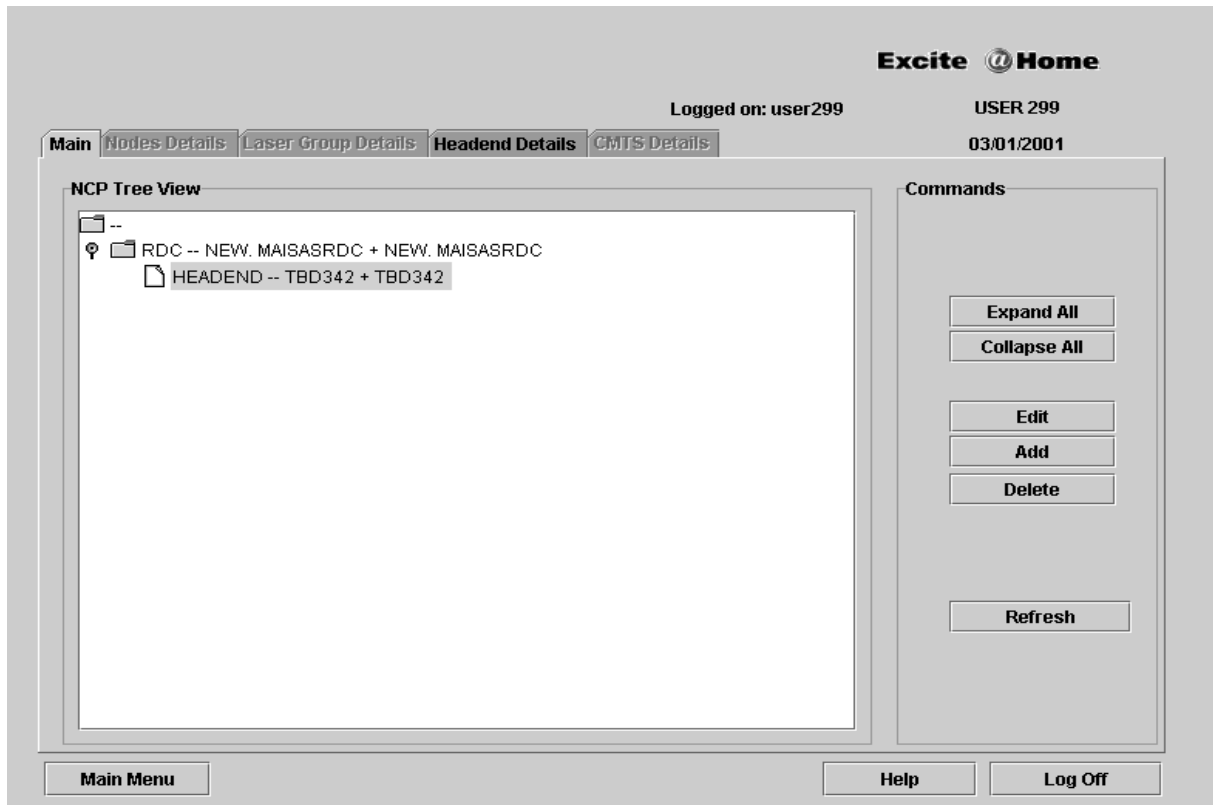 Excite @Home
Logged on: user299 USER 299
Main Nodes Details Laser Group Details Headend Details CMTS Details 03/01/2001
NCP Tree View Commands
--
RDC -- NEW. MAISASRDC + NEW. MAISASRDC
HEADEND -- TBD342 + TBD342
Expand All
Collapse All
Edit
Add
Delete
Refresh
Main Menu Help Log Off